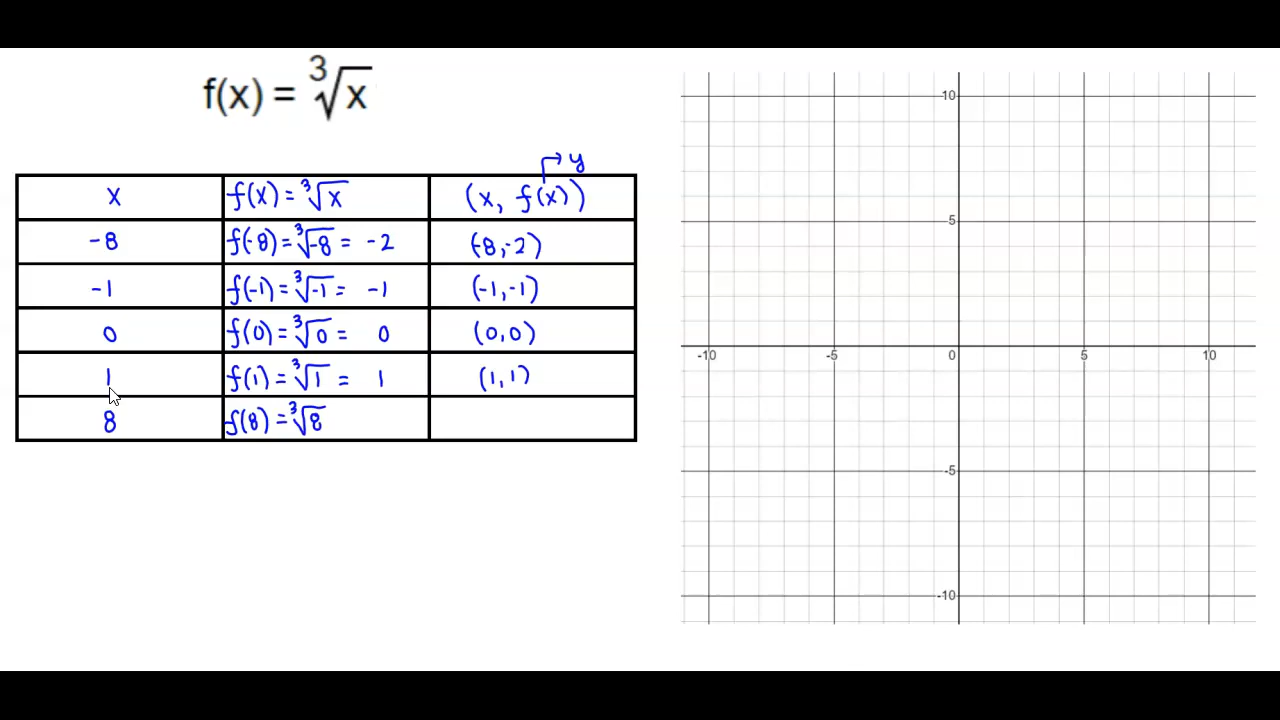 f(x) = ∛x
→ y
x f(x) = ∛x (x, f(x))
-8 f(-8) = ∛-8 = -2 (-8, -2)
-1 f(-1) = ∛-1 = -1 (-1, -1)
0 f(0) = ∛0 = 0 (0, 0)
1 f(1) = ∛1 = 1 (1, 1)
8 f(8) = ∛8
10
5
-10 -5 0 5 10
-5
-10